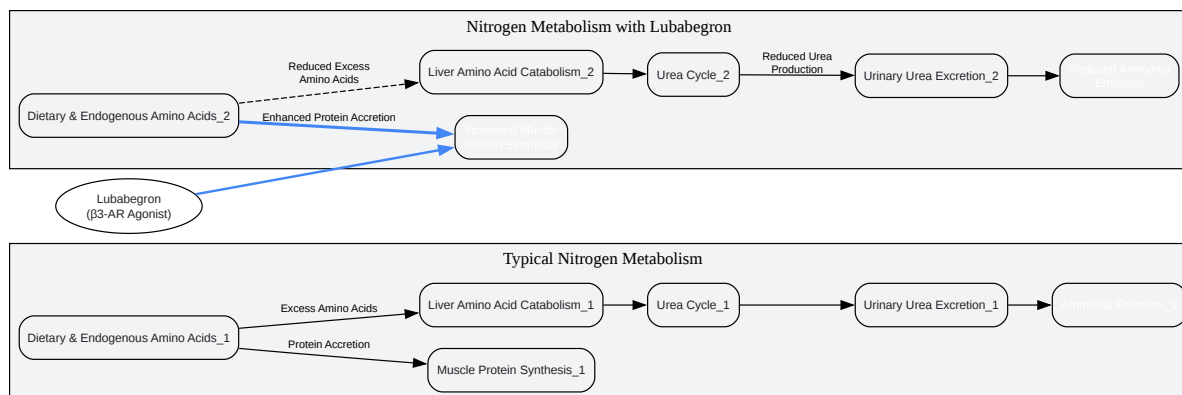 Nitrogen Metabolism with Lubabegron
Reduced Excess
Amino Acids
Liver Amino Acid Catabolism_2
Urea Cycle_2
Reduced Urea
Production
Urinary Urea Excretion_2
Reduced Ammonia
Emission
Dietary & Endogenous Amino Acids_2
Enhanced Protein Accretion
Increased Muscle
Protein Synthesis
Lubabegron
(β3-AR Agonist)
Typical Nitrogen Metabolism
Excess Amino Acids
Liver Amino Acid Catabolism_1
Urea Cycle_1
Urinary Urea Excretion_1
Ammonia Emission_1
Dietary & Endogenous Amino Acids_1
Protein Accretion
Muscle Protein Synthesis_1